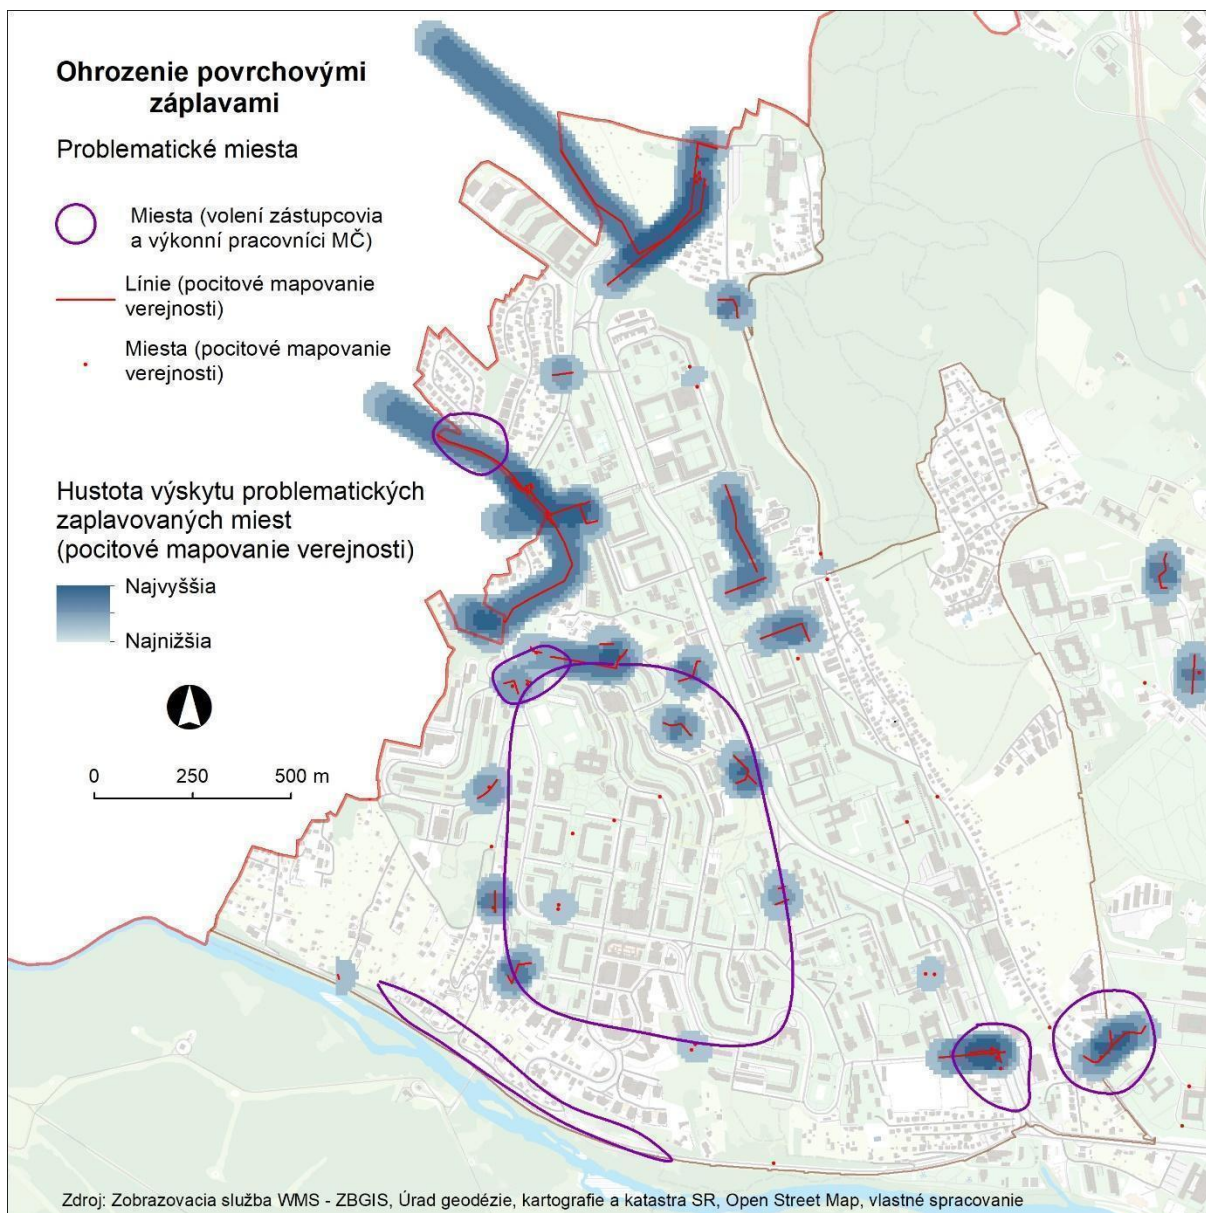 Ohrozenie povrchovými
záplavami
Problematické miesta
Miesta (volení zástupcovia
a výkonní pracovníci MČ)
Línie (pocitové mapovanie
verejnosti)
Miesta (pocitové mapovanie
verejnosti)
Hustota výskytu problematických
zaplavovaných miest
(pocitové mapovanie verejnosti)
Najvyššia
Najnižšia
0 250 500 m
Zdroj: Zobrazovacia služba WMS - ZBGIS, Úrad geodézie, kartografie a katastra SR, Open Street Map, vlastné spracovanie